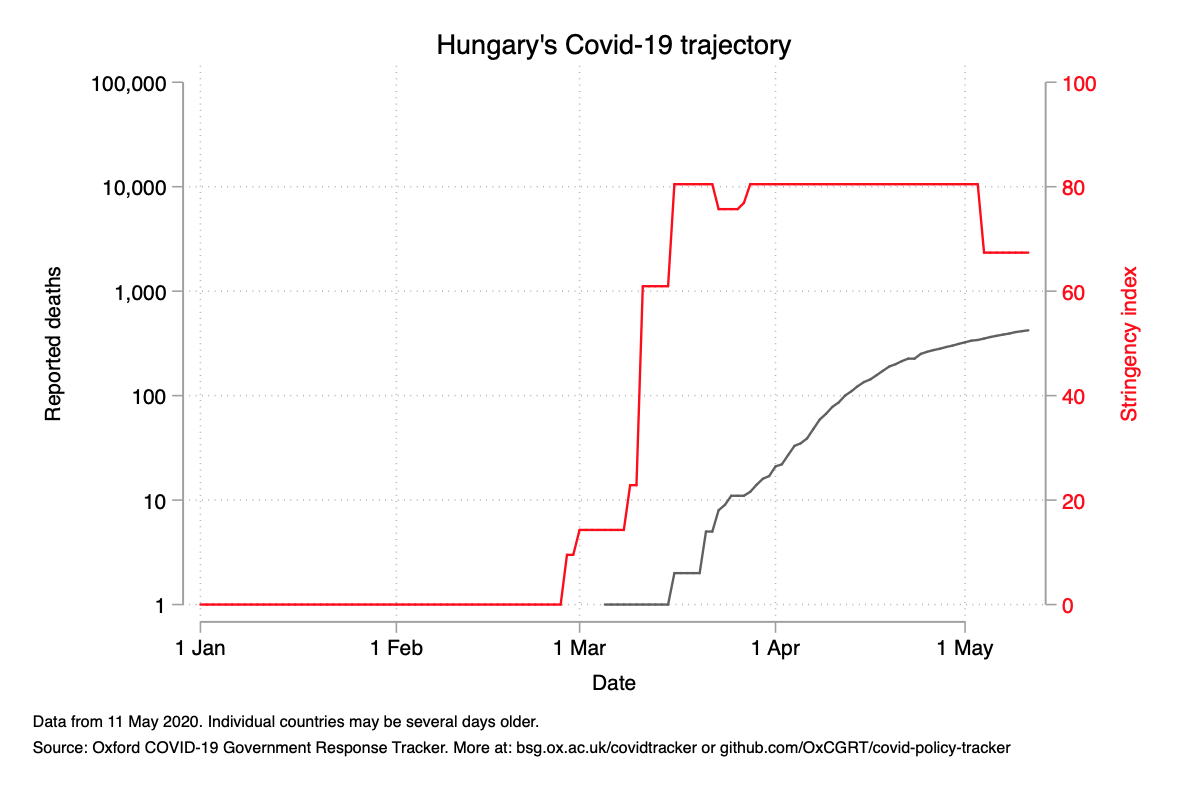 Hungary's Covid-19 trajectory
100,000
10,000
1,000
100
10
1
Reported deaths
100
80
60
40
20
0
Stringency index
1 Jan
1 Feb
1 Mar
1 Apr
1 May
Date
Data from 11 May 2020. Individual countries may be several days older.
Source: Oxford COVID-19 Government Response Tracker. More at: bsg.ox.ac.uk/covidtracker or github.com/OxCGRT/covid-policy-tracker